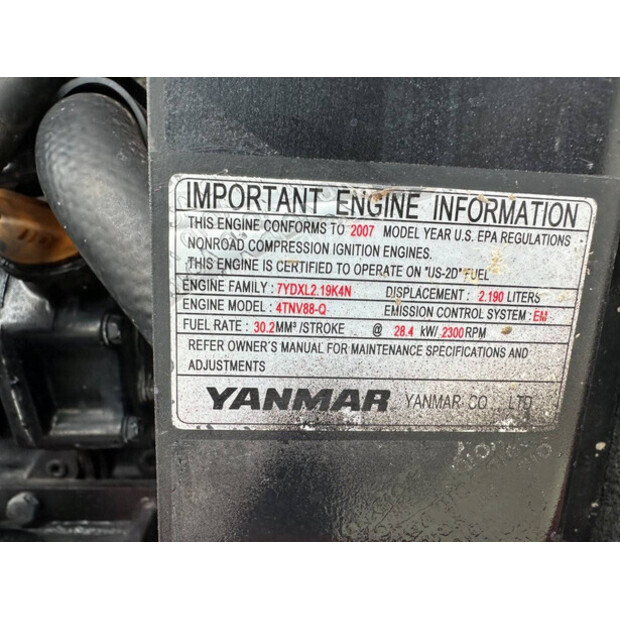 IMPORTANT ENGINE INFORMATION
THIS ENGINE CONFORMS TO 2007 MODEL YEAR U.S. EPA REGULATIONS
NONROAD COMPRESSION IGNITION ENGINES.
THIS ENGINE IS CERTIFIED TO OPERATE ON "US-2D" FUEL
ENGINE FAMILY : 7YDXL2.19K4N DISPLACEMENT : 2.190 LITERS
ENGINE MODEL : 4TNV88-Q EMISSION CONTROL SYSTEM : EM
FUEL RATE : 30.2MM³/STROKE @ 28.4 kW/ 2300RPM
REFER OWNER'S MANUAL FOR MAINTENANCE SPECIFICATIONS AND
ADJUSTMENTS
YANMAR YANMAR CO., LTD